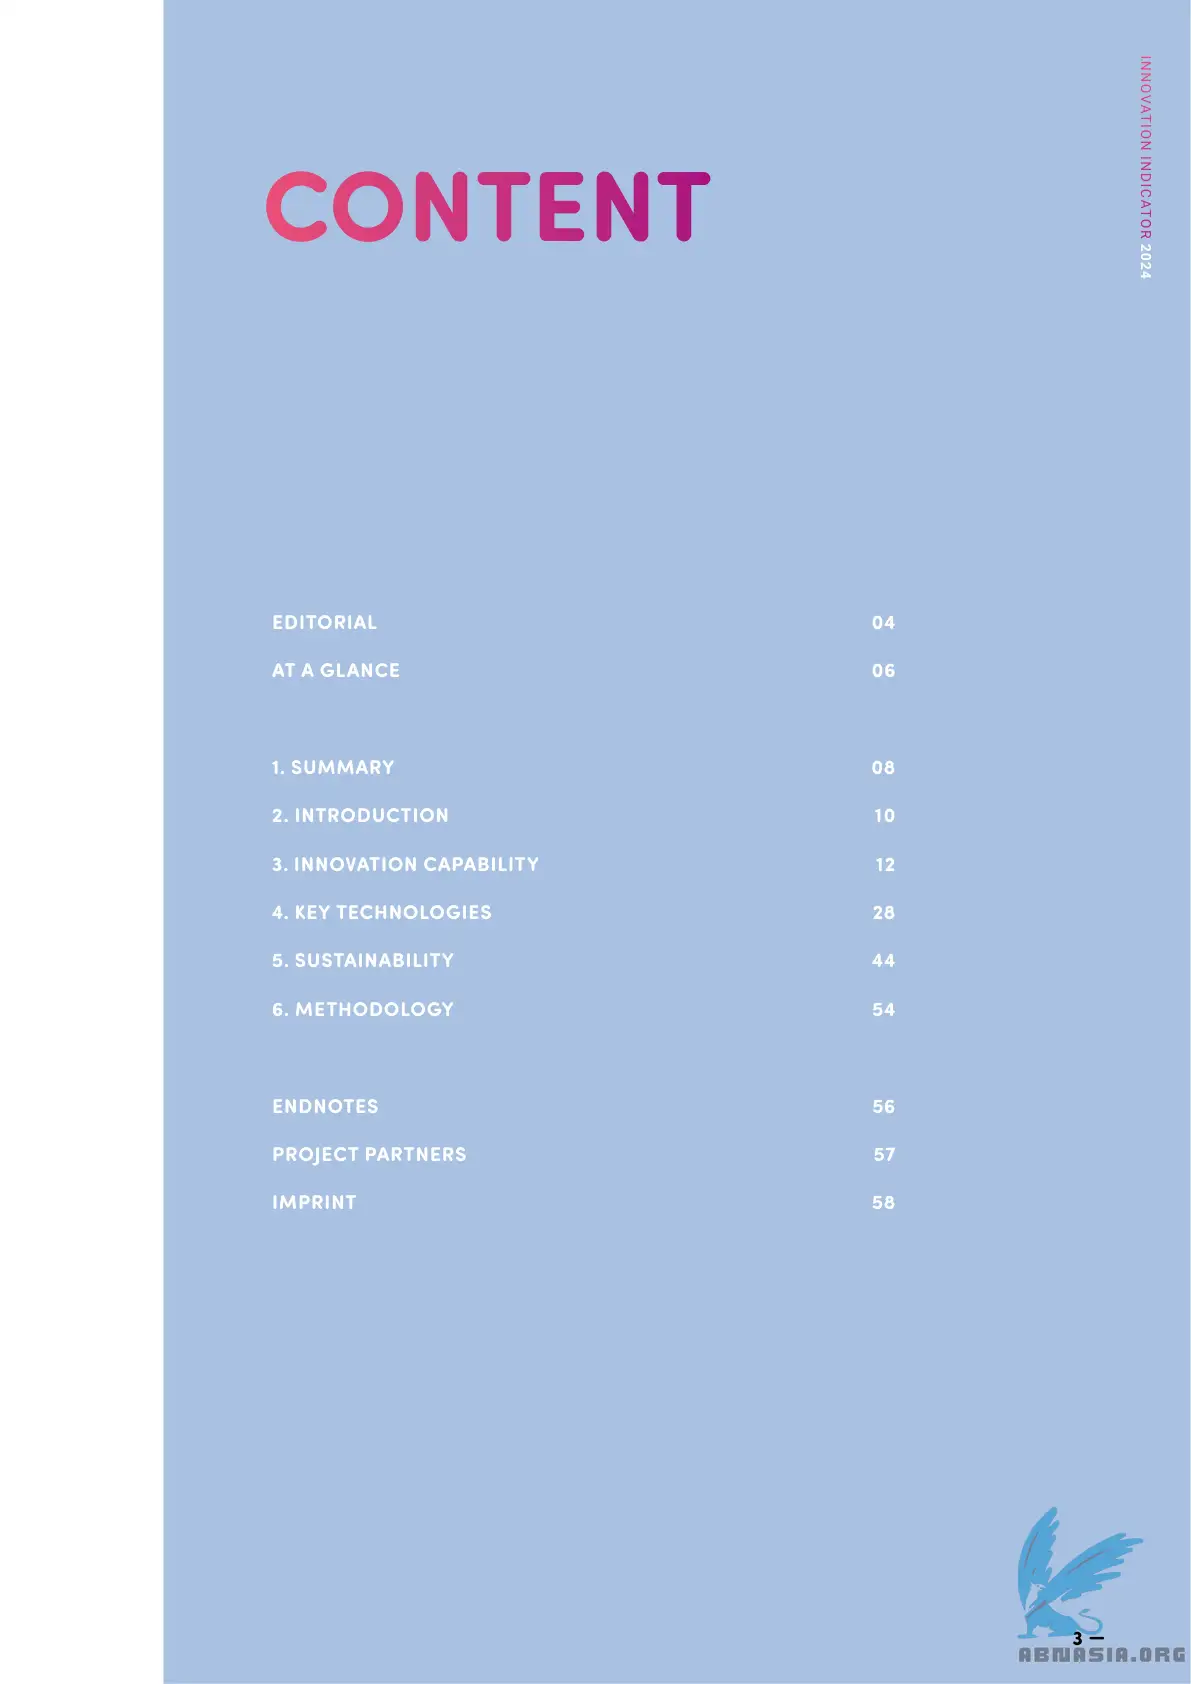 INNOVATION INDICATOR 2024
CONTENT
EDITORIAL 04
AT A GLANCE 06
1. SUMMARY 08
2. INTRODUCTION 10
3. INNOVATION CAPABILITY 12
4. KEY TECHNOLOGIES 28
5. SUSTAINABILITY 44
6. METHODOLOGY 54
ENDNOTES 56
PROJECT PARTNERS 57
IMPRINT 58
3 —
ABNASIA.ORG